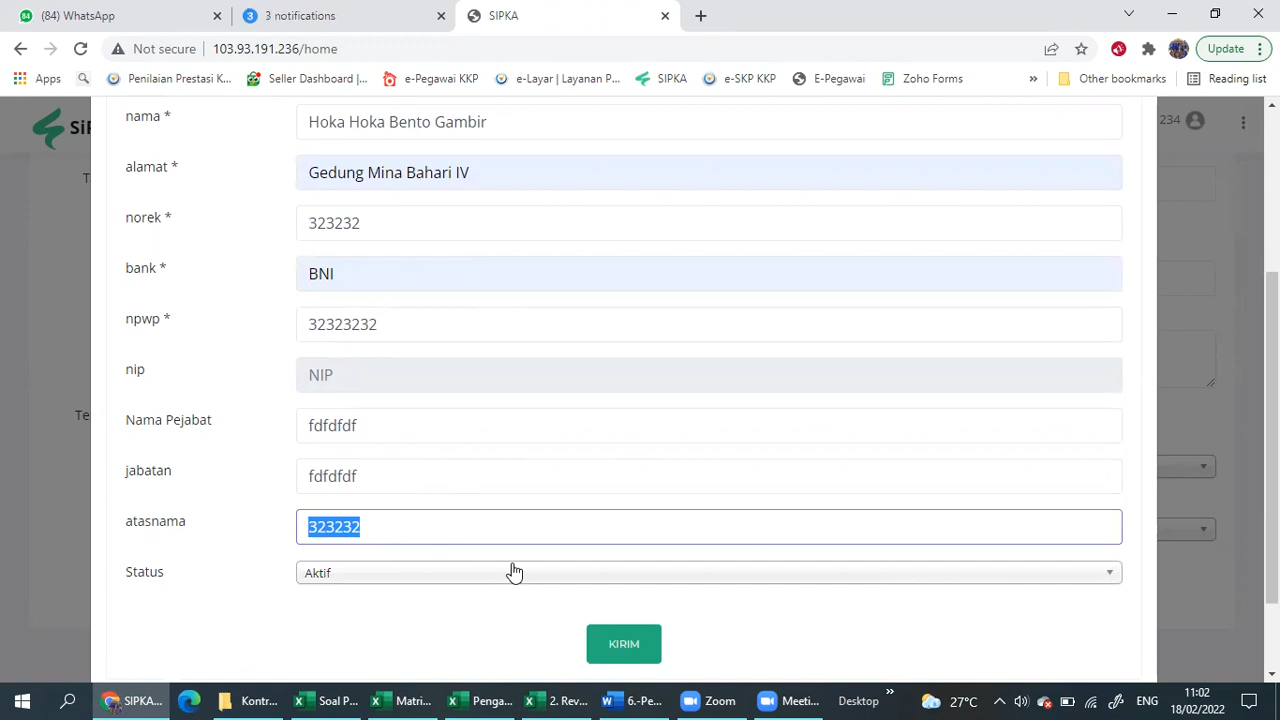 (84) WhatsApp
3 notifications
SIPKA
Not secure 103.93.191.236/home
Update
Apps
Penilaian Prestasi K...
Seller Dashboard |...
e-Pegawai KKP
e-Layar | Layanan P...
SIPKA
e-SKP KKP
E-Pegawai
Zoho Forms
»
Other bookmarks
Reading list
234
nama *
Hoka Hoka Bento Gambir
alamat *
Gedung Mina Bahari IV
norek *
323232
bank *
BNI
npwp *
32323232
nip
NIP
Nama Pejabat
fdfdfdf
jabatan
fdfdfdf
atasnama
323232
Status
Aktif
KIRIM
SIPKA...
Kontr...
Soal P...
Matri...
Penga...
2. Rev...
6.-Pe...
Zoom
Meeti...
Desktop
»
27°C
ENG
11:02
18/02/2022